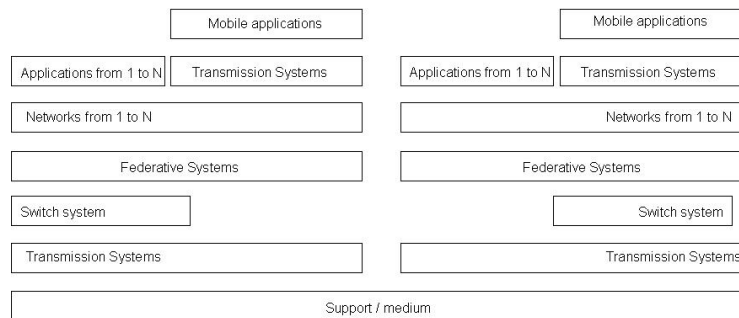 Mobile applications
Mobile applications
Applications from 1 to N
Transmission Systems
Applications from 1 to N
Transmission Systems
Networks from 1 to N
Networks from 1 to N
Federative Systems
Federative Systems
Switch system
Switch system
Transmission Systems
Transmission Systems
Support / medium